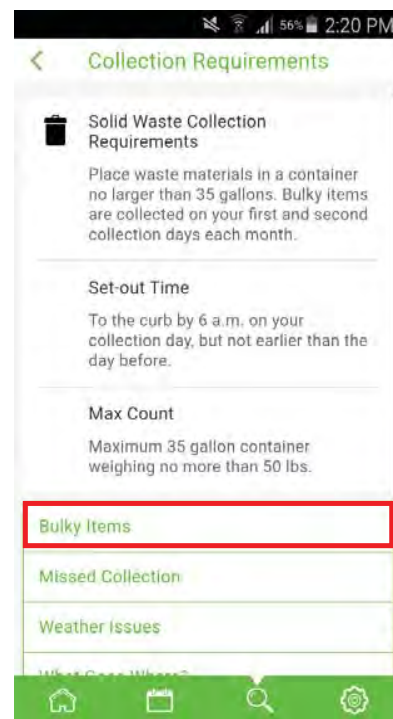 56% 2:20 PM
Collection Requirements
Solid Waste Collection
Requirements
Place waste materials in a container
no larger than 35 gallons. Bulky items
are collected on your first and second
collection days each month.
Set-out Time
To the curb by 6 a.m. on your
collection day, but not earlier than the
day before.
Max Count
Maximum 35 gallon container
weighing no more than 50 lbs.
Bulky Items
Missed Collection
Weather Issues
What Goes Where?